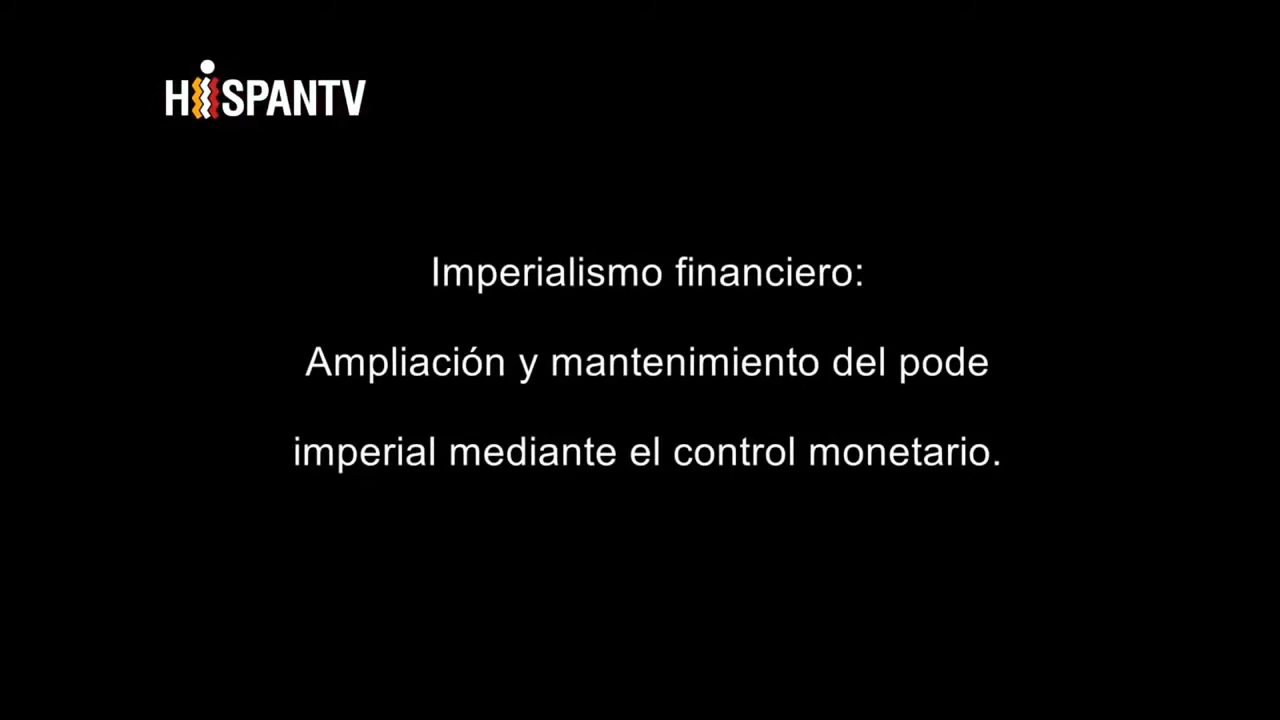 HISPANTV
Imperialismo financiero:
Ampliación y mantenimiento del pode
imperial mediante el control monetario.